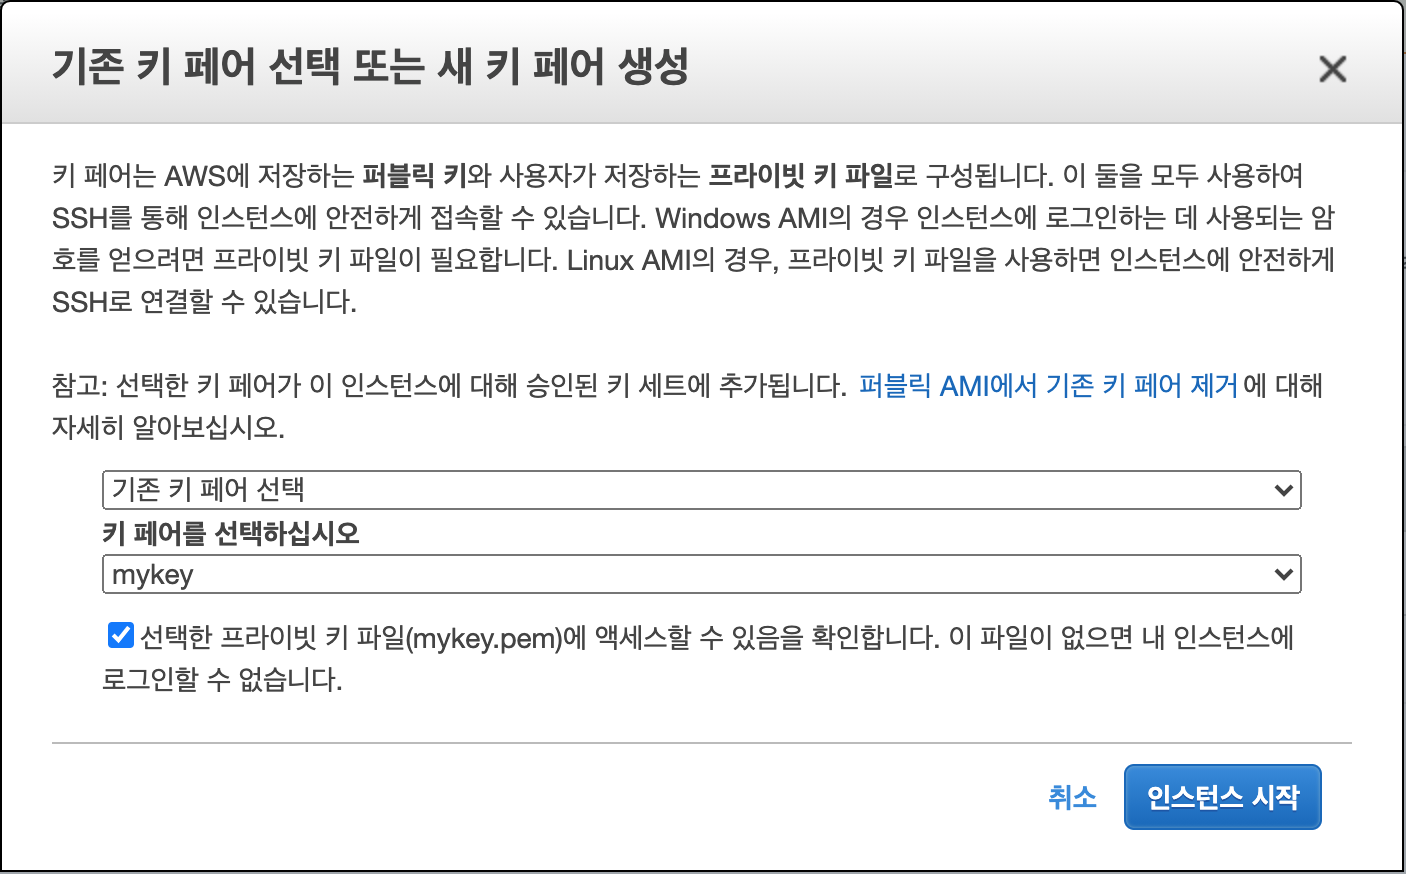 기존 키 페어 선택 또는 새 키 페어 생성
키 페어는 AWS에 저장하는 퍼블릭 키와 사용자가 저장하는 프라이빗 키 파일로 구성됩니다. 이 둘을 모두 사용하여
SSH를 통해 인스턴스에 안전하게 접속할 수 있습니다. Windows AMI의 경우 인스턴스에 로그인하는 데 사용되는 암
호를 얻으려면 프라이빗 키 파일이 필요합니다. Linux AMI의 경우, 프라이빗 키 파일을 사용하면 인스턴스에 안전하게
SSH로 연결할 수 있습니다.
참고: 선택한 키 페어가 이 인스턴스에 대해 승인된 키 세트에 추가됩니다. 퍼블릭 AMI에서 기존 키 페어 제거에 대해
자세히 알아보십시오.
기존 키 페어 선택
키 페어를 선택하십시오
mykey
선택한 프라이빗 키 파일(mykey.pem)에 액세스할 수 있음을 확인합니다. 이 파일이 없으면 내 인스턴스에
로그인할 수 없습니다.
취소 인스턴스 시작